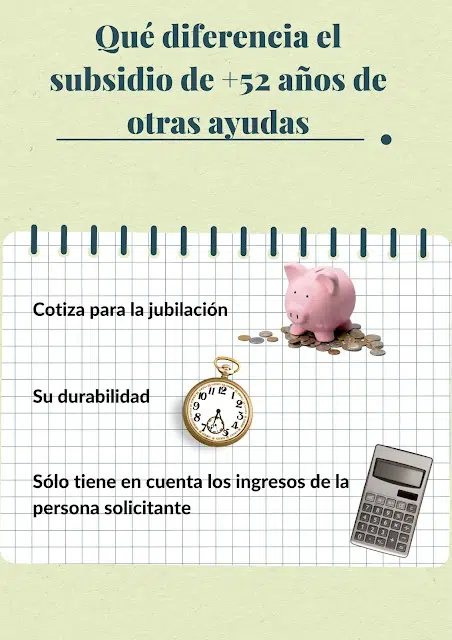 Qué diferencia el
subsidio de +52 años de
otras ayudas
Cotiza para la jubilación
Su durabilidad
Sólo tiene en cuenta los ingresos de la
persona solicitante